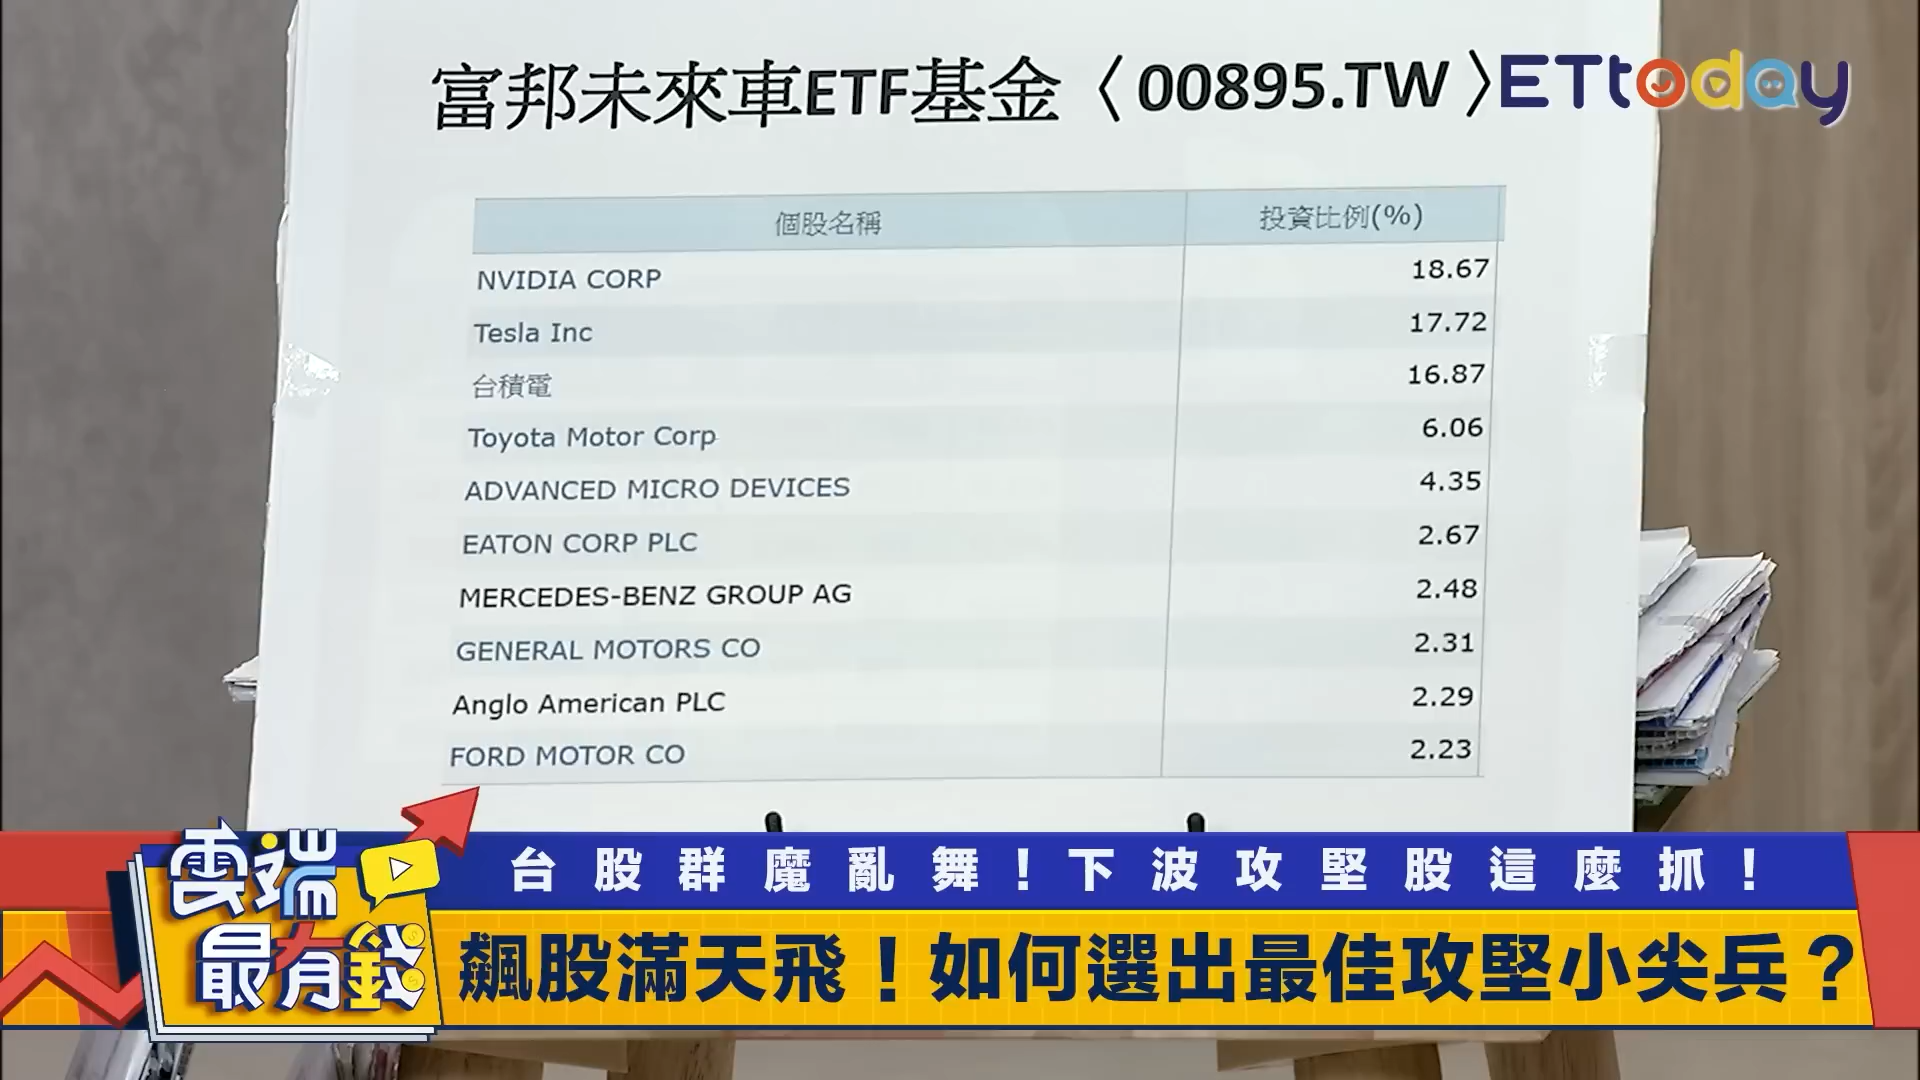 富邦未來車ETF基金〈00895.TW〉
ETtoday
個股名稱 投資比例(%)
NVIDIA CORP 18.67
Tesla Inc 17.72
台積電 16.87
Toyota Motor Corp 6.06
ADVANCED MICRO DEVICES 4.35
EATON CORP PLC 2.67
MERCEDES-BENZ GROUP AG 2.48
GENERAL MOTORS CO 2.31
Anglo American PLC 2.29
FORD MOTOR CO 2.23
雲端
最有錢
台股群魔亂舞！下波攻堅股這麼抓！
飆股滿天飛！如何選出最佳攻堅小尖兵？